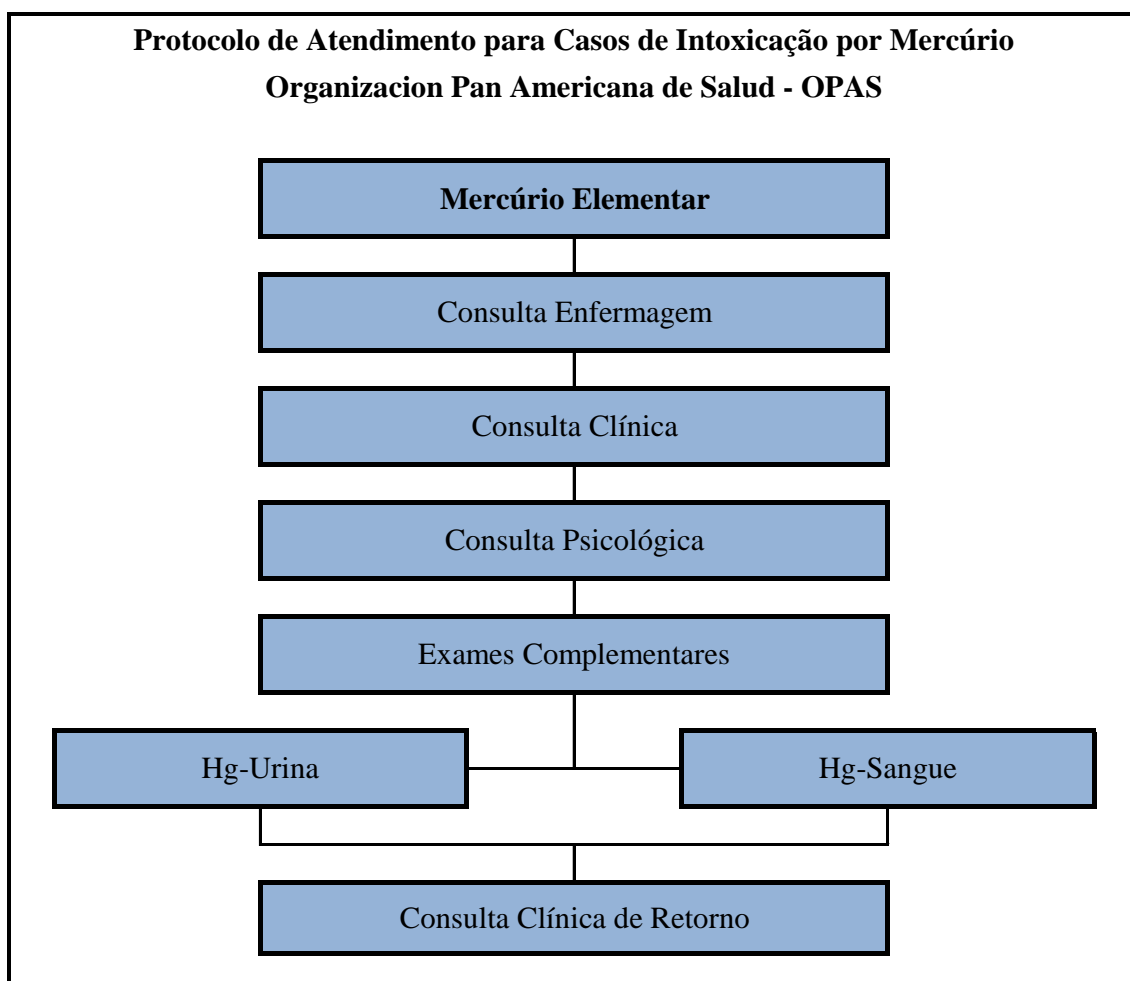 Protocolo de Atendimento para Casos de Intoxicação por Mercúrio
Organizacion Pan Americana de Salud - OPAS
Mercúrio Elementar
Consulta Enfermagem
Consulta Clínica
Consulta Psicológica
Exames Complementares
Hg-Urina
Hg-Sangue
Consulta Clínica de Retorno